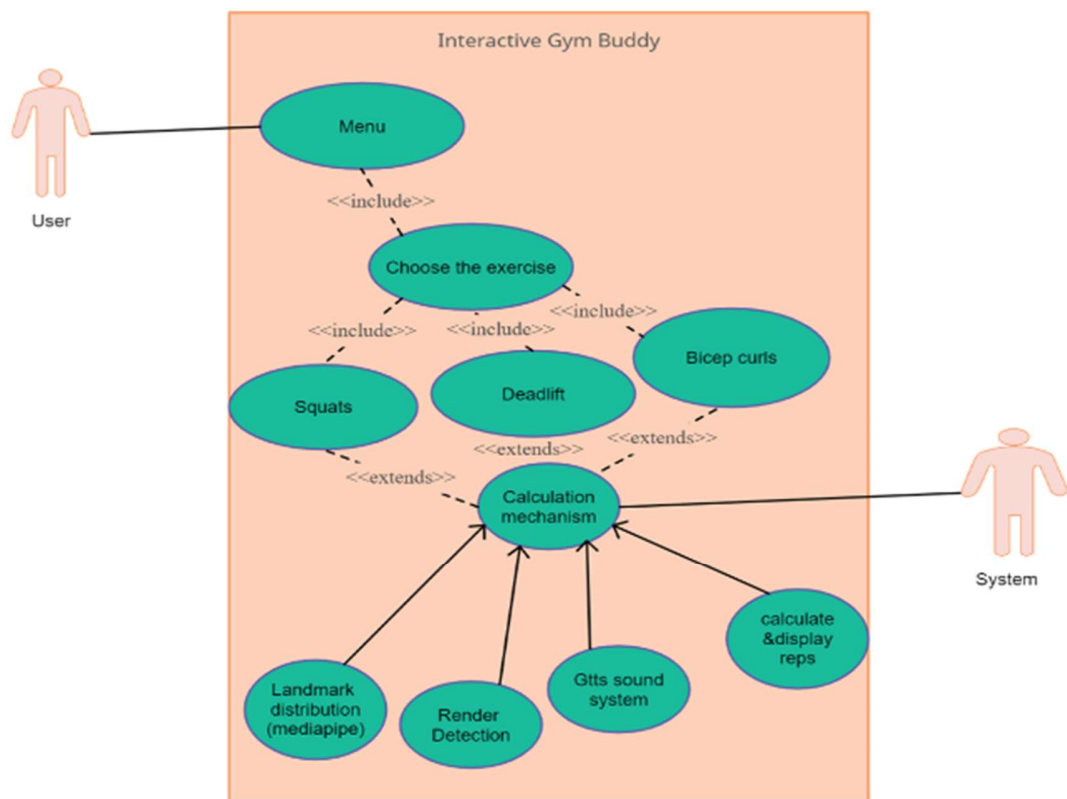 Interactive Gym Buddy
Menu
User
<<include>>
Choose the exercise
<<include>>
<<include>>
<<include>>
Squats
Deadlift
Bicep curls
<<extends>>
<<extends>>
<<extends>>
Calculation
mechanism
System
Landmark
distribution
(mediapipe)
Render
Detection
Gtts sound
system
calculate
&display
reps